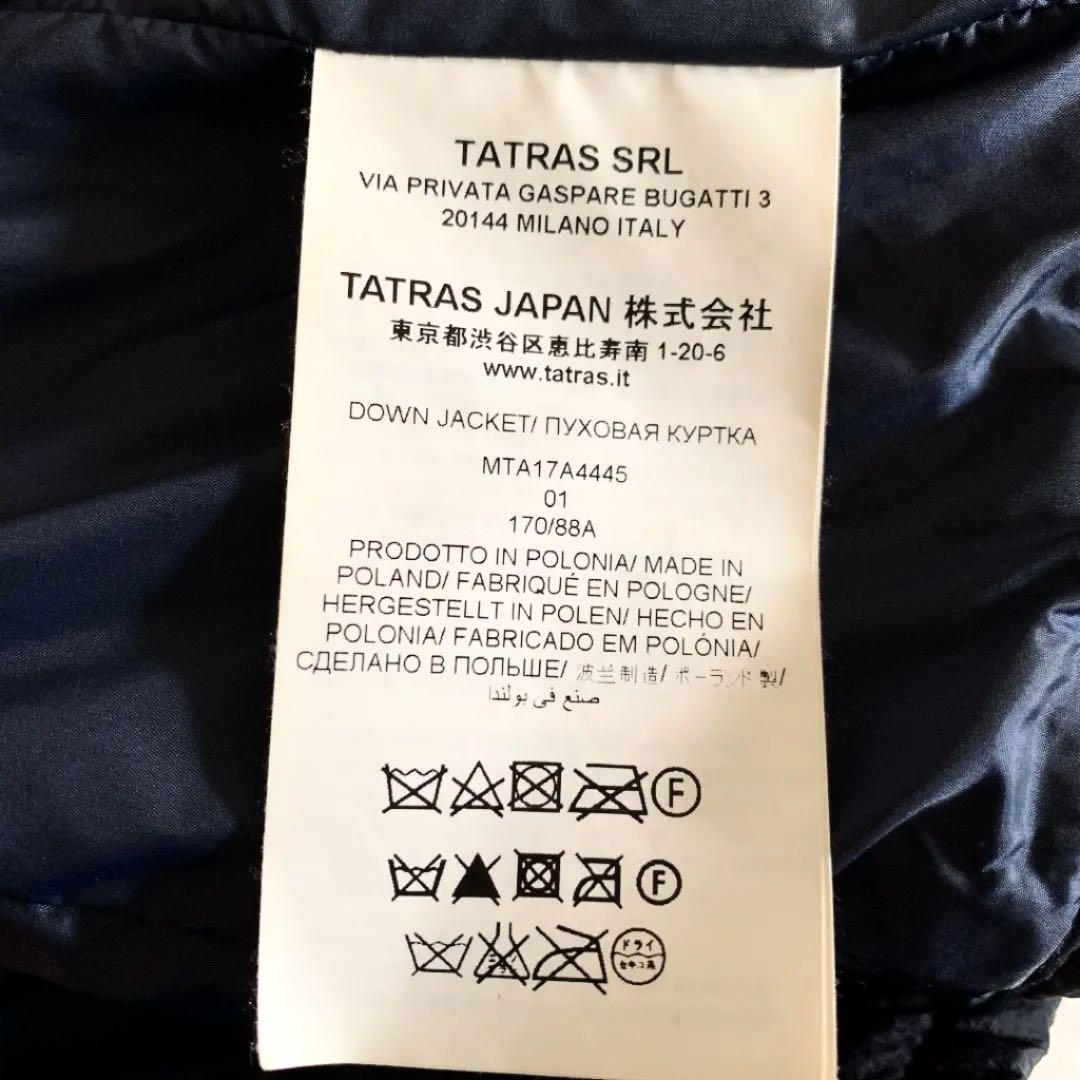 TATRAS SRL
VIA PRIVATA GASPARE BUGATTI 3
20144 MILANO ITALY
TATRAS JAPAN 株式会社
東京都渋谷区恵比寿南 1-20-6
www.tatras.it
DOWN JACKET/ ПУХОВАЯ КУРТКА
MTA17A4445
01
170/88A
PRODOTTO IN POLONIA/ MADE IN
POLAND/ FABRIQUÉ EN POLOGNE/
HERGESTELLT IN POLEN/ HECHO EN
POLONIA/ FABRICADO EM POLÓNIA/
СДЕЛАНО В ПОЛЬШЕ/ 波兰制造/ ポーランド製/
صنع في بولندا
F
F
ドライ
セキユ系